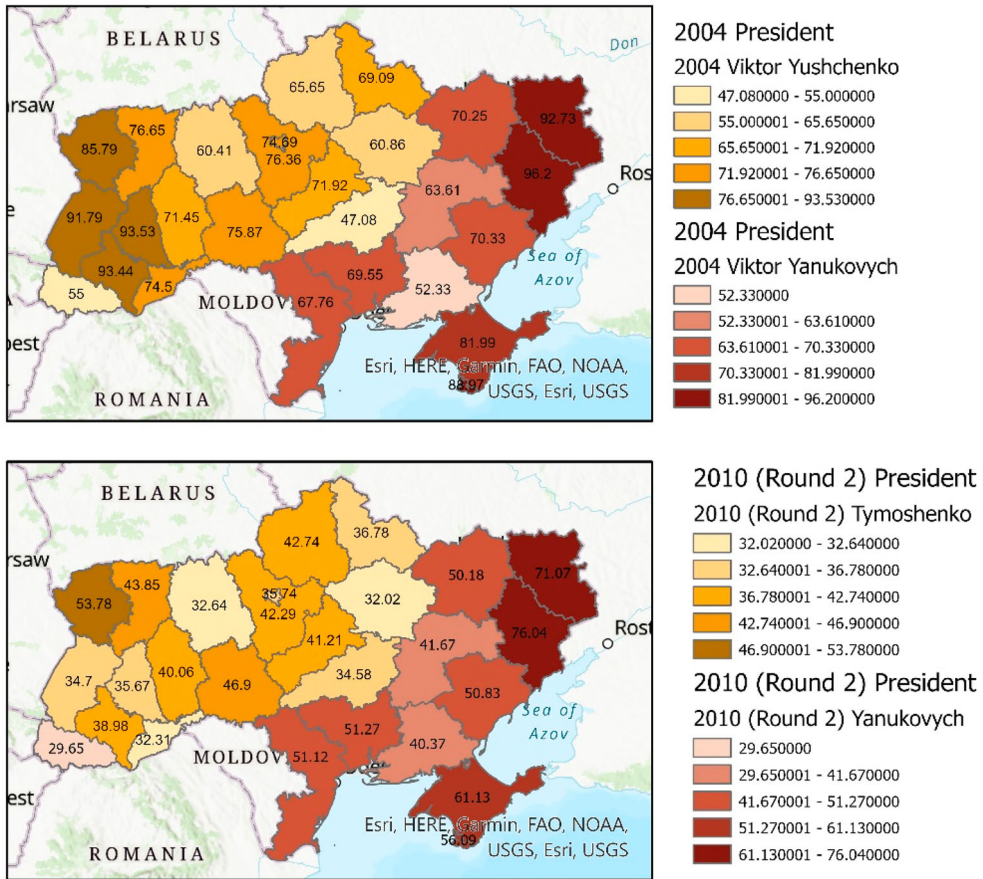 BELARUS
Don
65.65
69.09
arsaw
70.25
92.73
76.65
85.79
60.41
74.69
76.36
60.86
96.2
Ros
71.92
63.61
91.79
93.53
71.45
75.87
47.08
70.33
93.44
Sea of
Azov
55
74.5
69.55
52.33
MOLDOV
67.76
81.99
Esri, HERE, Garmin, FAO, NOAA,
88.97
USGS, Esri, USGS
pest
ROMANIA
2004 President
2004 Viktor Yushchenko
47.080000 - 55.000000
55.000001 - 65.650000
65.650001 - 71.920000
71.920001 - 76.650000
76.650001 - 93.530000
2004 President
2004 Viktor Yanukovych
52.330000
52.330001 - 63.610000
63.610001 - 70.330000
70.330001 - 81.990000
81.990001 - 96.200000
BELARUS
36.78
42.74
arsaw
50.18
71.07
43.85
53.78
32.64
35.74
42.29
32.02
76.04
Rost
41.21
41.67
34.7
35.67
40.06
46.9
34.58
50.83
38.98
32.31
Sea of
Azov
29.65
MOLDOV
51.27
51.12
40.37
61.13
Esri, HERE, Garmin, FAO, NOAA,
56.09
USGS, Esri, USGS
est
ROMANIA
2010 (Round 2) President
2010 (Round 2) Tymoshenko
32.020000 - 32.640000
32.640001 - 36.780000
36.780001 - 42.740000
42.740001 - 46.900000
46.900001 - 53.780000
2010 (Round 2) President
2010 (Round 2) Yanukovych
29.650000
29.650001 - 41.670000
41.670001 - 51.270000
51.270001 - 61.130000
61.130001 - 76.040000